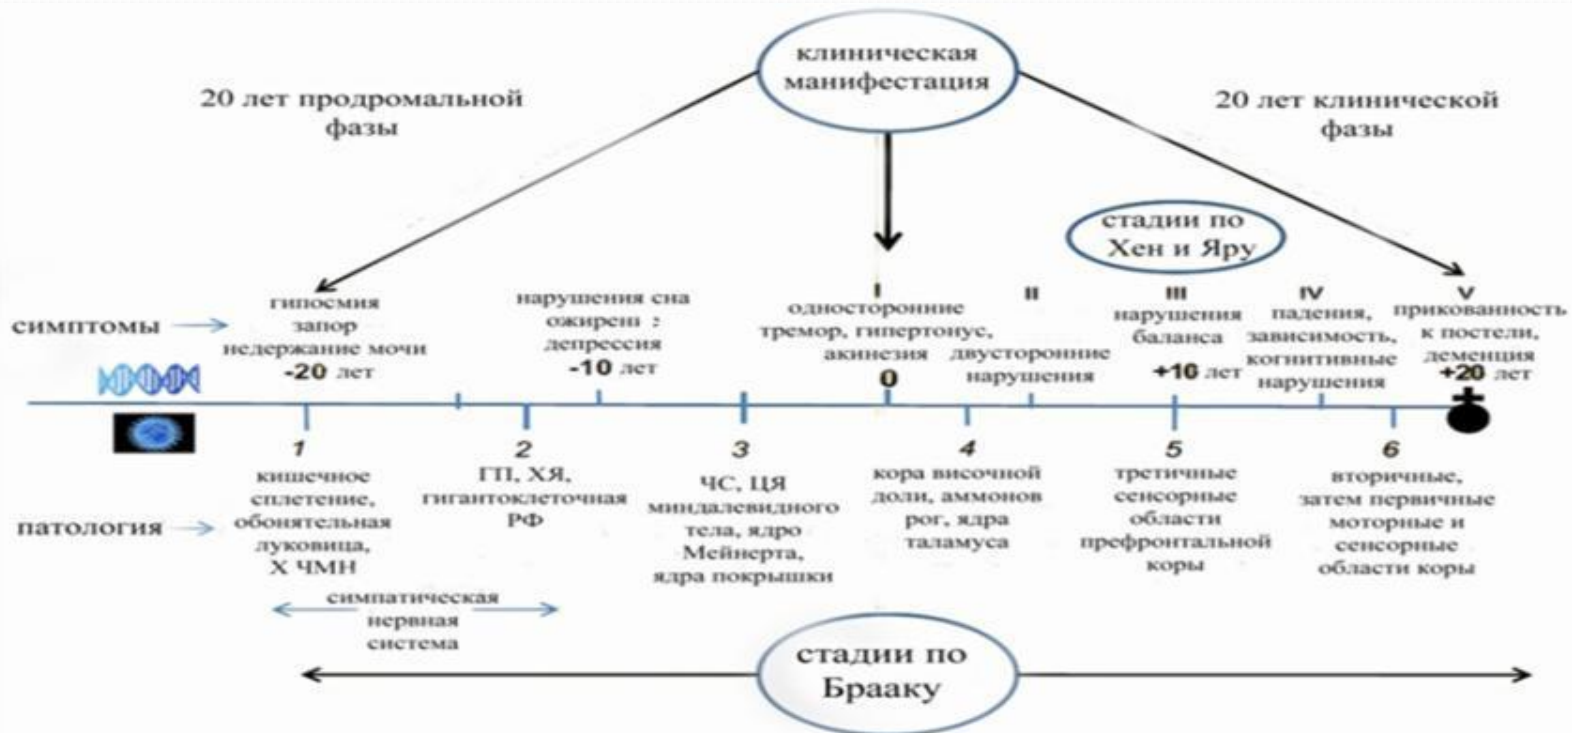 клиническая
манифестация
20 лет продромальной
фазы
20 лет клинической
фазы
стадии по
Хен и Яру
симптомы
гипосмия
запор
недержание мочи
-20 лет
нарушения сна
депрессия
-10 лет
I
односторонние
тремор, гипертонус,
акинезия
0
II
двусторонние
нарушения
III
нарушения
баланса
+10 лет
IV
падения,
зависимость,
когнитивные
нарушения
V
прикованность
к постели,
деменция
+20 лет
патология
1
кишечное
сплетение,
обонятельная
луковица,
X ЧМН
2
ГП, ХЯ,
гигантоклеточная
РФ
3
ЧС, ЦЯ
миндалевидного
тела, ядро
Мейнерта,
ядра покрышки
4
кора височной
доли, аммонов
рог, ядра
таламуса
5
третичные
сенсорные
области
префронтальной
коры
6
вторичные,
затем первичные
моторные и
сенсорные
области коры
симпатическая
нервная
система
стадии по
Брааку